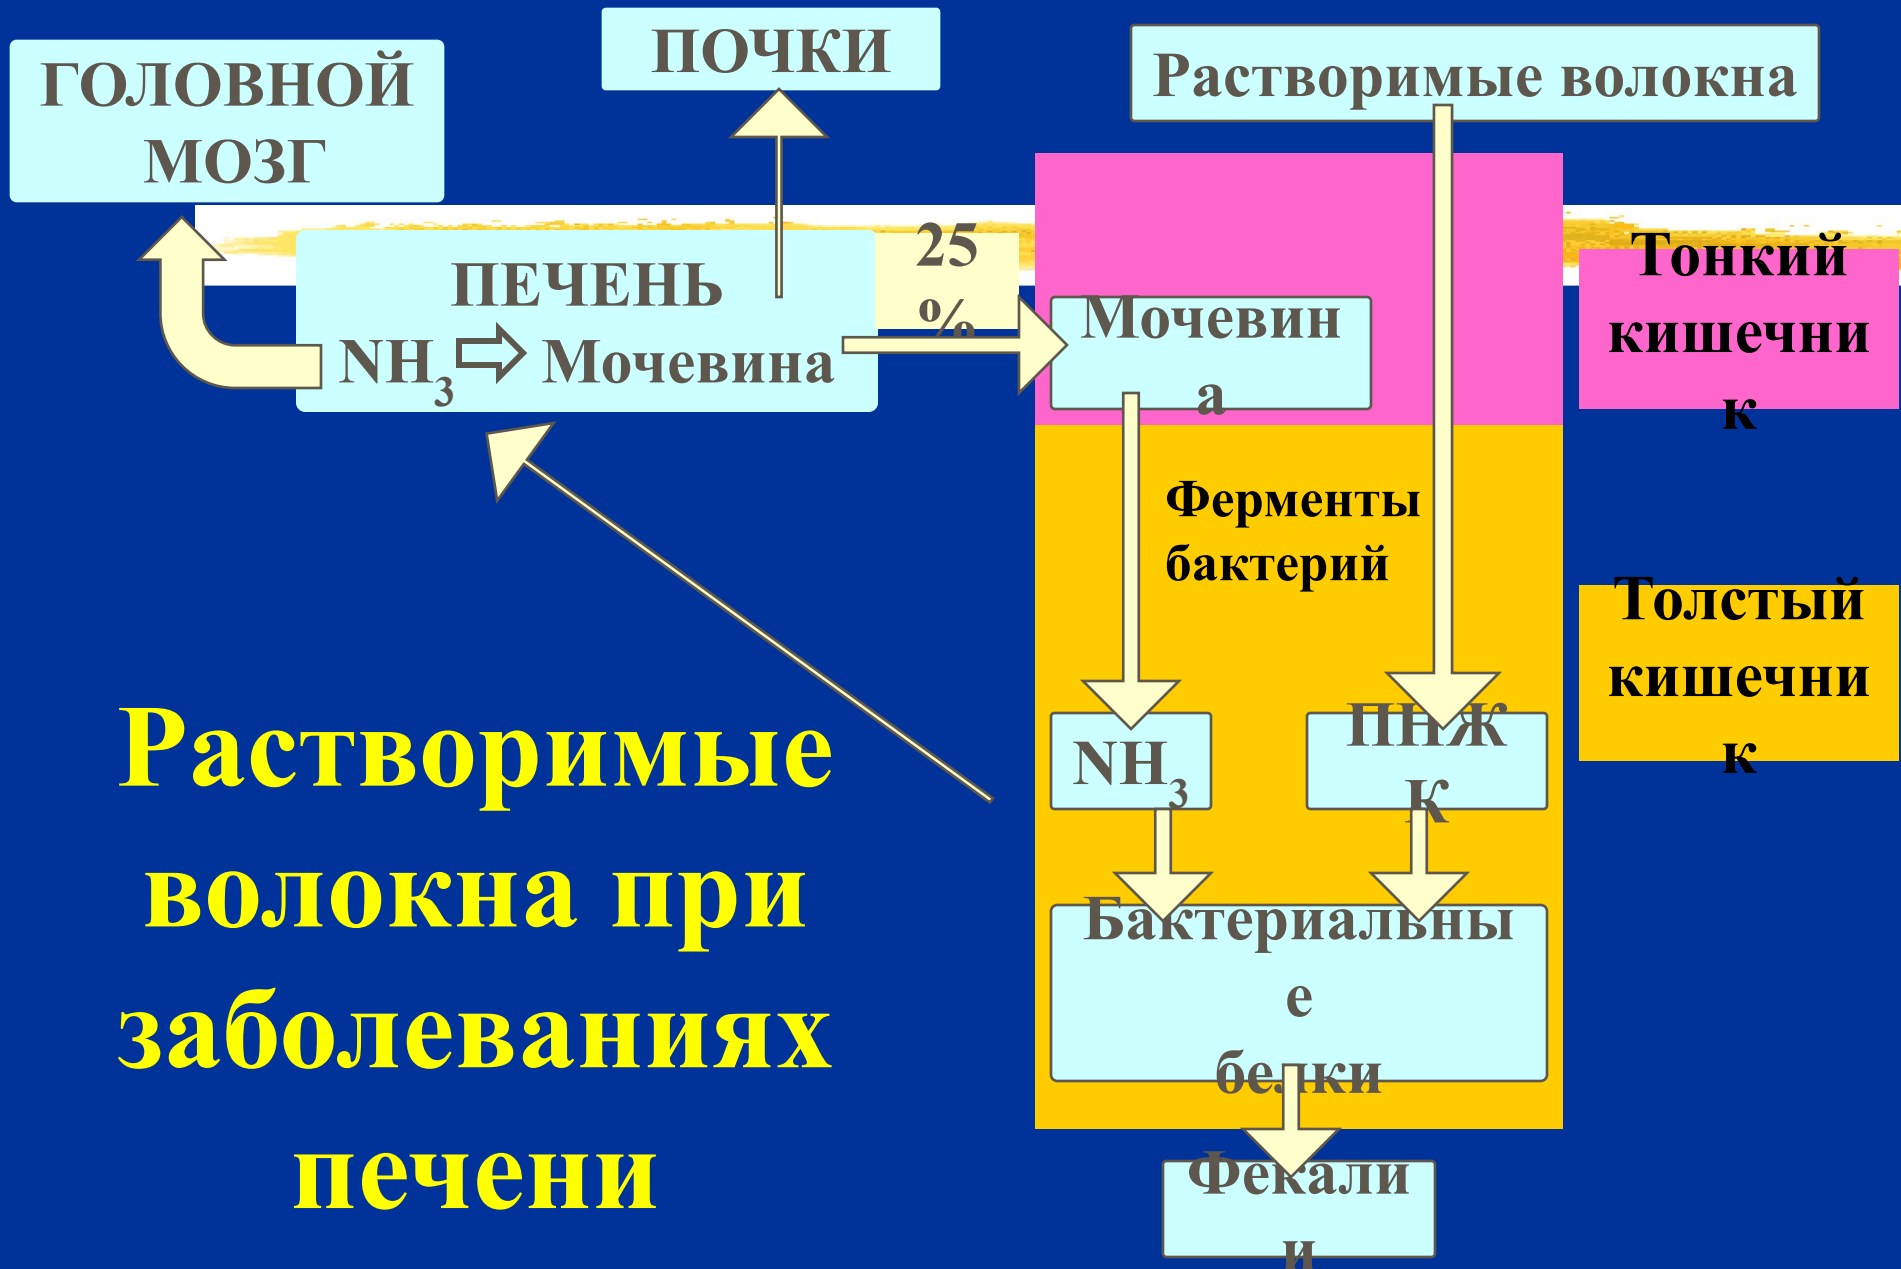 ГОЛОВНОЙ
МОЗГ
ПОЧКИ
Растворимые волокна
ПЕЧЕНЬ
NH3 Мочевина
25
%
Мочевин
а
Тонкий
кишечни
к
Ферменты
бактерий
Толстый
кишечни
к
NH3
ПНЖ
К
Бактериальны
е
белки
Фекали
и
Растворимые
волокна при
заболеваниях
печени